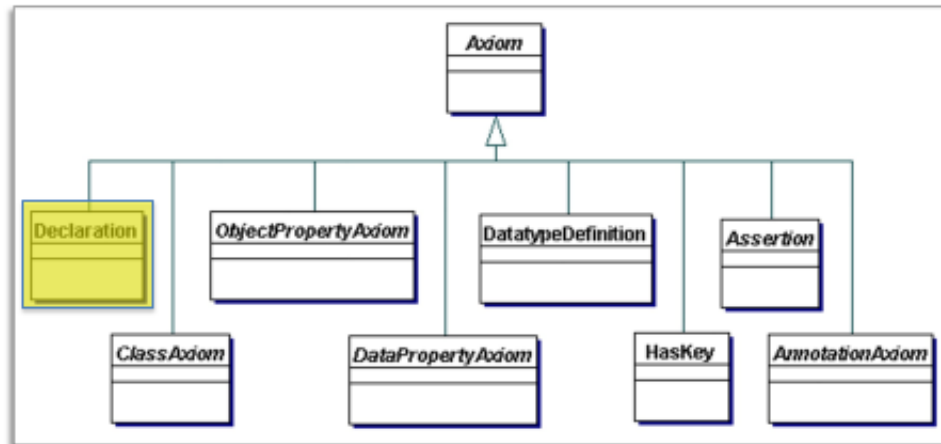 Axiom
Declaration
ObjectPropertyAxiom
DatatypeDefinition
Assertion
ClassAxiom
DataPropertyAxiom
HasKey
AnnotationAxiom